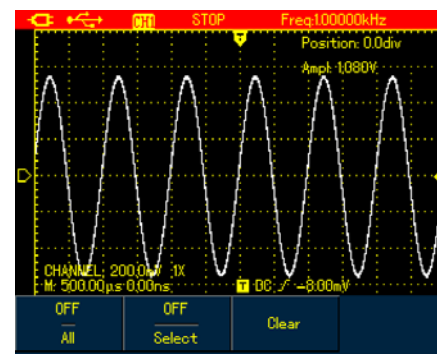 CH1 STOP Freq:1.00000kHz
T
Position: 0.0div
Ampl: 1.080V
CHANNEL: 200.0mV 1X
M: 500.00μs 0.00ns
T DC -8.00mV
OFF OFF Clear
All Select